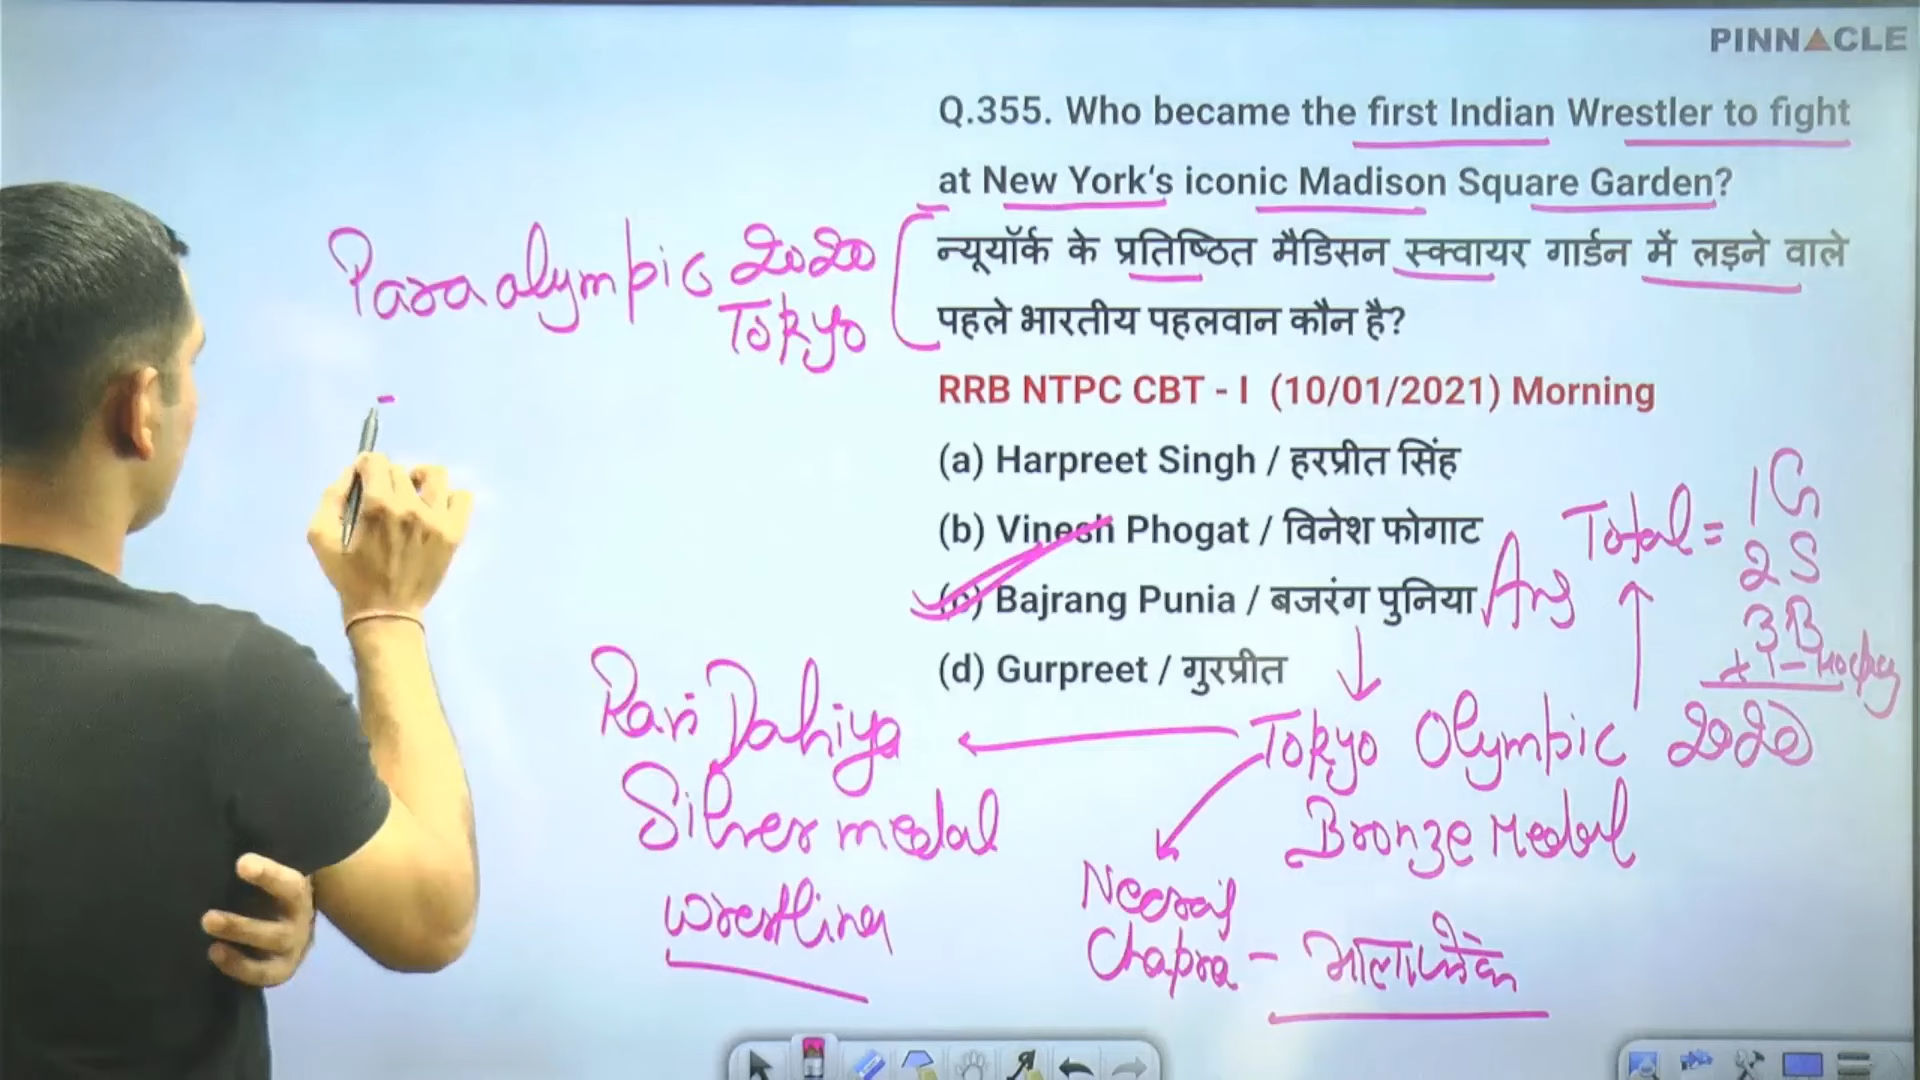 PINNACLE
Q.355. Who became the first Indian Wrestler to fight
at New York's iconic Madison Square Garden?
न्यूयॉर्क के प्रतिष्ठित मैडिसन स्क्वायर गार्डन में लड़ने वाले
पहले भारतीय पहलवान कौन है?
RRB NTPC CBT - I (10/01/2021) Morning
(a) Harpreet Singh / हरप्रीत सिंह
(b) Vinesh Phogat / विनेश फोगाट
(c) Bajrang Punia / बजरंग पुनिया Ans
(d) Gurpreet / गुरप्रीत
Paraolympic 2020
Tokyo
Total = 1G
2S
3B
+1-Hockey
Tokyo Olympic 2020
Bronze Medal
Ravi Dahiya
Silver medal
Wrestling
Neeraj
Chopra -